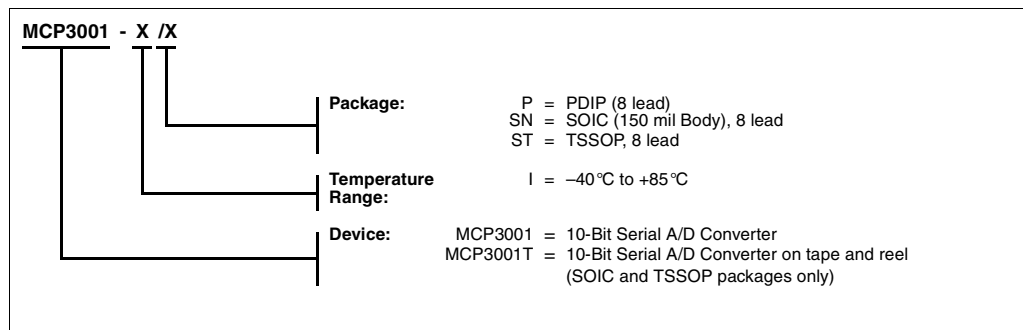 MCP3001 - X /X
Package: P = PDIP (8 lead)
SN = SOIC (150 mil Body), 8 lead
ST = TSSOP, 8 lead
Temperature I = –40°C to +85°C
Range:
Device: MCP3001 = 10-Bit Serial A/D Converter
MCP3001T = 10-Bit Serial A/D Converter on tape and reel
(SOIC and TSSOP packages only)